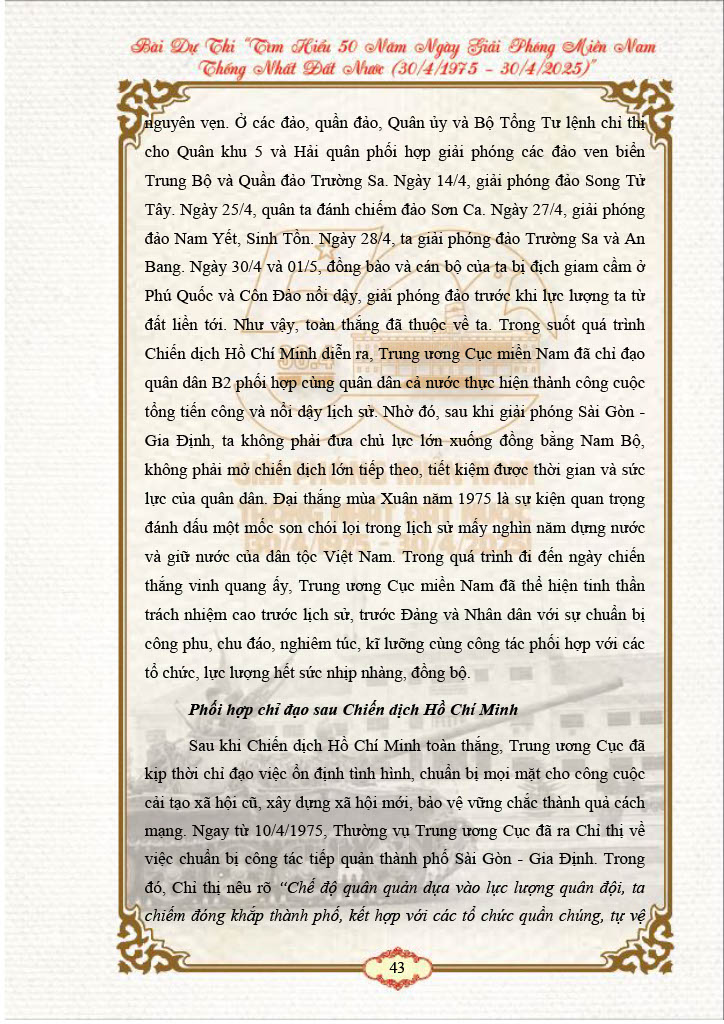 Bài Dự Thi "Tìm Hiểu 50 Năm Ngày Giải Phóng Miền Nam
Thống Nhất Đất Nước (30/4/1975 - 30/4/2025)"
nguyên vẹn. Ở các đảo, quần đảo, Quân ủy và Bộ Tổng Tư lệnh chỉ thị
cho Quân khu 5 và Hải quân phối hợp giải phóng các đảo ven biển
Trung Bộ và Quần đảo Trường Sa. Ngày 14/4, giải phóng đảo Song Tử
Tây. Ngày 25/4, quân ta đánh chiếm đảo Sơn Ca. Ngày 27/4, giải phóng
đảo Nam Yết, Sinh Tồn. Ngày 28/4, ta giải phóng đảo Trường Sa và An
Bang. Ngày 30/4 và 01/5, đồng bào và cán bộ của ta bị địch giam cầm ở
Phú Quốc và Côn Đảo nổi dậy, giải phóng đảo trước khi lực lượng ta từ
đất liền tới. Như vậy, toàn thắng đã thuộc về ta. Trong suốt quá trình
Chiến dịch Hồ Chí Minh diễn ra, Trung ương Cục miền Nam đã chỉ đạo
quân dân B2 phối hợp cùng quân dân cả nước thực hiện thành công cuộc
tổng tiến công và nổi dậy lịch sử. Nhờ đó, sau khi giải phóng Sài Gòn -
Gia Định, ta không phải đưa chủ lực lớn xuống đồng bằng Nam Bộ,
không phải mở chiến dịch lớn tiếp theo, tiết kiệm được thời gian và sức
lực của quân dân. Đại thắng mùa Xuân năm 1975 là sự kiện quan trọng
đánh dấu một mốc son chói lọi trong lịch sử mấy nghìn năm dựng nước
và giữ nước của dân tộc Việt Nam. Trong quá trình đi đến ngày chiến
thắng vinh quang ấy, Trung ương Cục miền Nam đã thể hiện tinh thần
trách nhiệm cao trước lịch sử, trước Đảng và Nhân dân với sự chuẩn bị
công phu, chu đáo, nghiêm túc, kĩ lưỡng cùng công tác phối hợp với các
tổ chức, lực lượng hết sức nhịp nhàng, đồng bộ.
Phối hợp chỉ đạo sau Chiến dịch Hồ Chí Minh
Sau khi Chiến dịch Hồ Chí Minh toàn thắng, Trung ương Cục đã
kịp thời chỉ đạo việc ổn định tình hình, chuẩn bị mọi mặt cho công cuộc
cải tạo xã hội cũ, xây dựng xã hội mới, bảo vệ vững chắc thành quả cách
mạng. Ngay từ 10/4/1975, Thường vụ Trung ương Cục đã ra Chỉ thị về
việc chuẩn bị công tác tiếp quản thành phố Sài Gòn - Gia Định. Trong
đó, Chỉ thị nêu rõ “Chế độ quân quản dựa vào lực lượng quân đội, ta
chiếm đóng khắp thành phố, kết hợp với các tổ chức quần chúng, tự vệ
30.4
GIẢI PHÓNG MIỀN NAM
THỐNG NHẤT ĐẤT NƯỚC
(30/4/1975 - 30/4/2025)
43